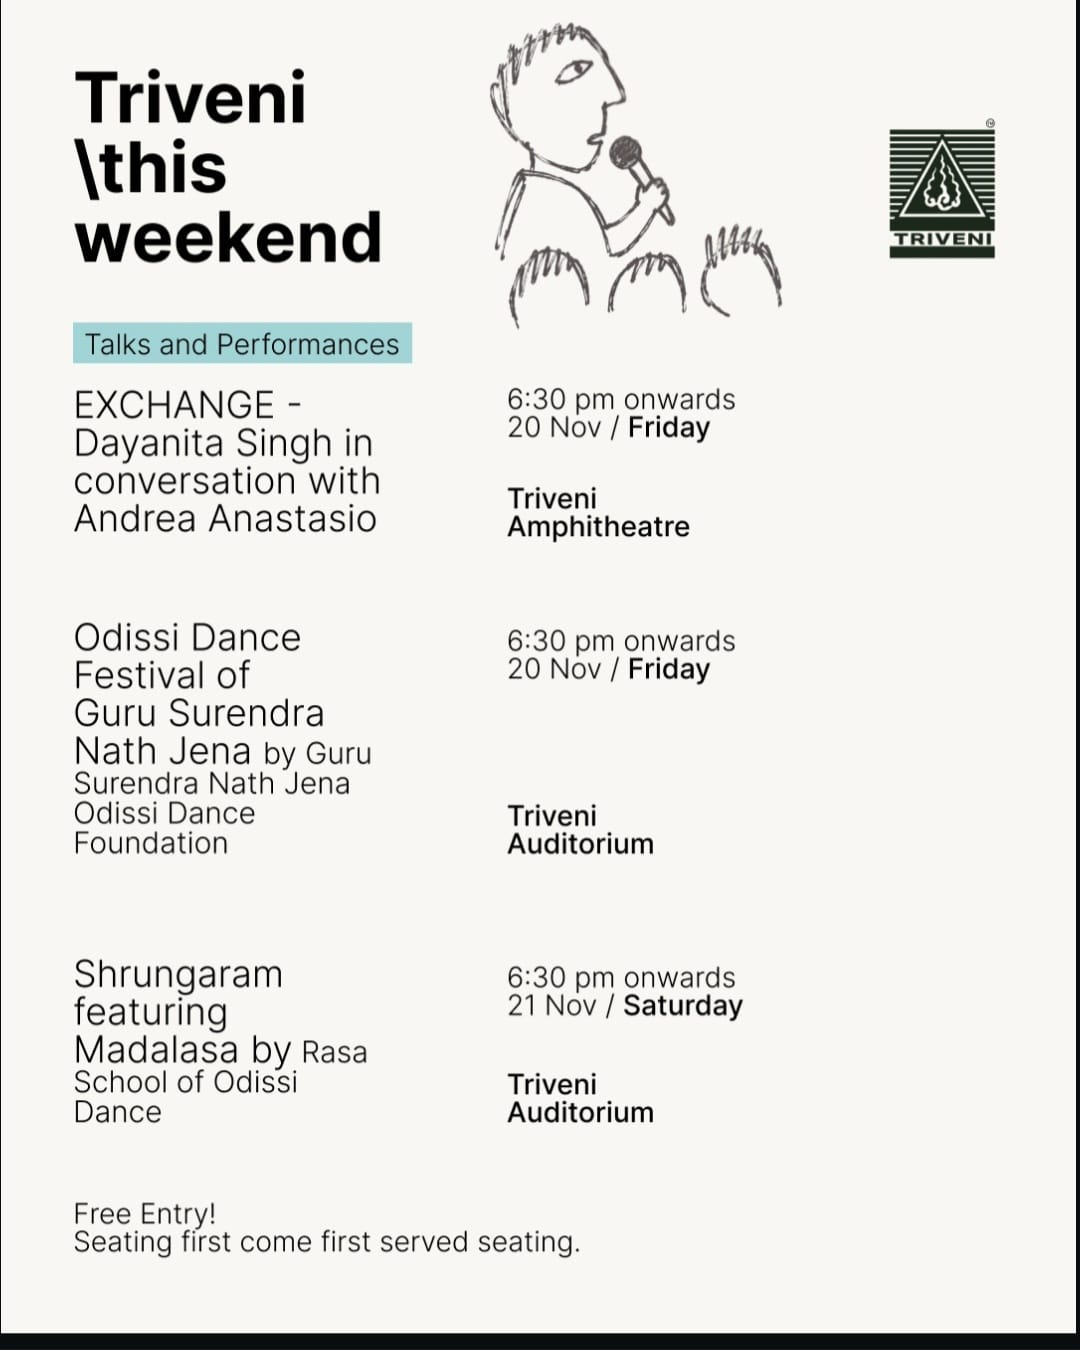 Triveni
\this
weekend
TRIVENI
Talks and Performances
EXCHANGE -
Dayanita Singh in
conversation with
Andrea Anastasio
6:30 pm onwards
20 Nov / Friday
Triveni
Amphitheatre
Odissi Dance
Festival of
Guru Surendra
Nath Jena by Guru
Surendra Nath Jena
Odissi Dance
Foundation
6:30 pm onwards
20 Nov / Friday
Triveni
Auditorium
Shrungaram
featuring
Madalasa by Rasa
School of Odissi
Dance
6:30 pm onwards
21 Nov / Saturday
Triveni
Auditorium
Free Entry!
Seating first come first served seating.